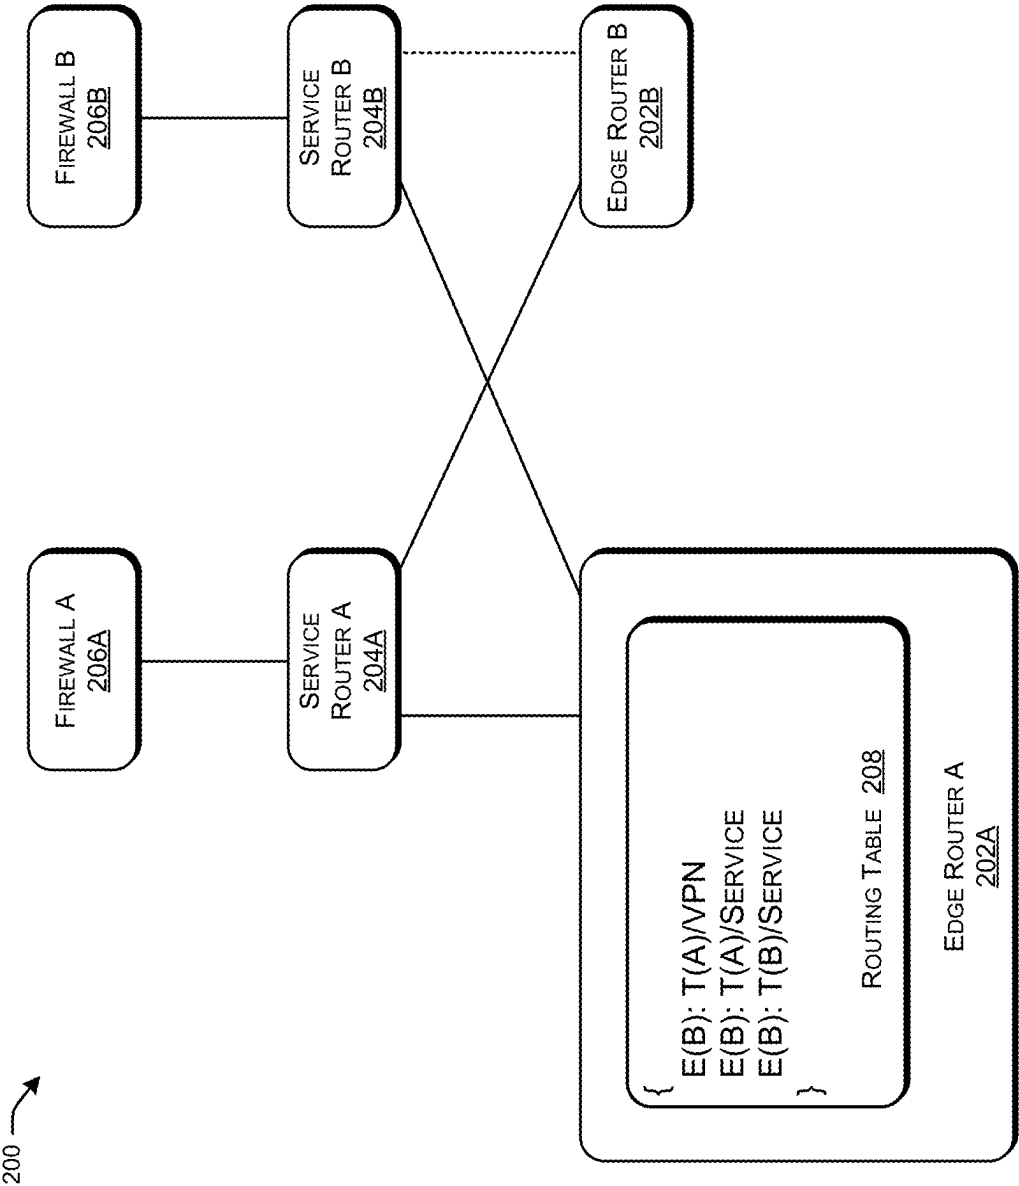 200
FIREWALL A
206A
FIREWALL B
206B
SERVICE
ROUTER A
204A
SERVICE
ROUTER B
204B
{
E(B): T(A)/VPN
E(B): T(A)/SERVICE
E(B): T(B)/SERVICE
}
ROUTING TABLE 208
EDGE ROUTER A
202A
EDGE ROUTER B
202B